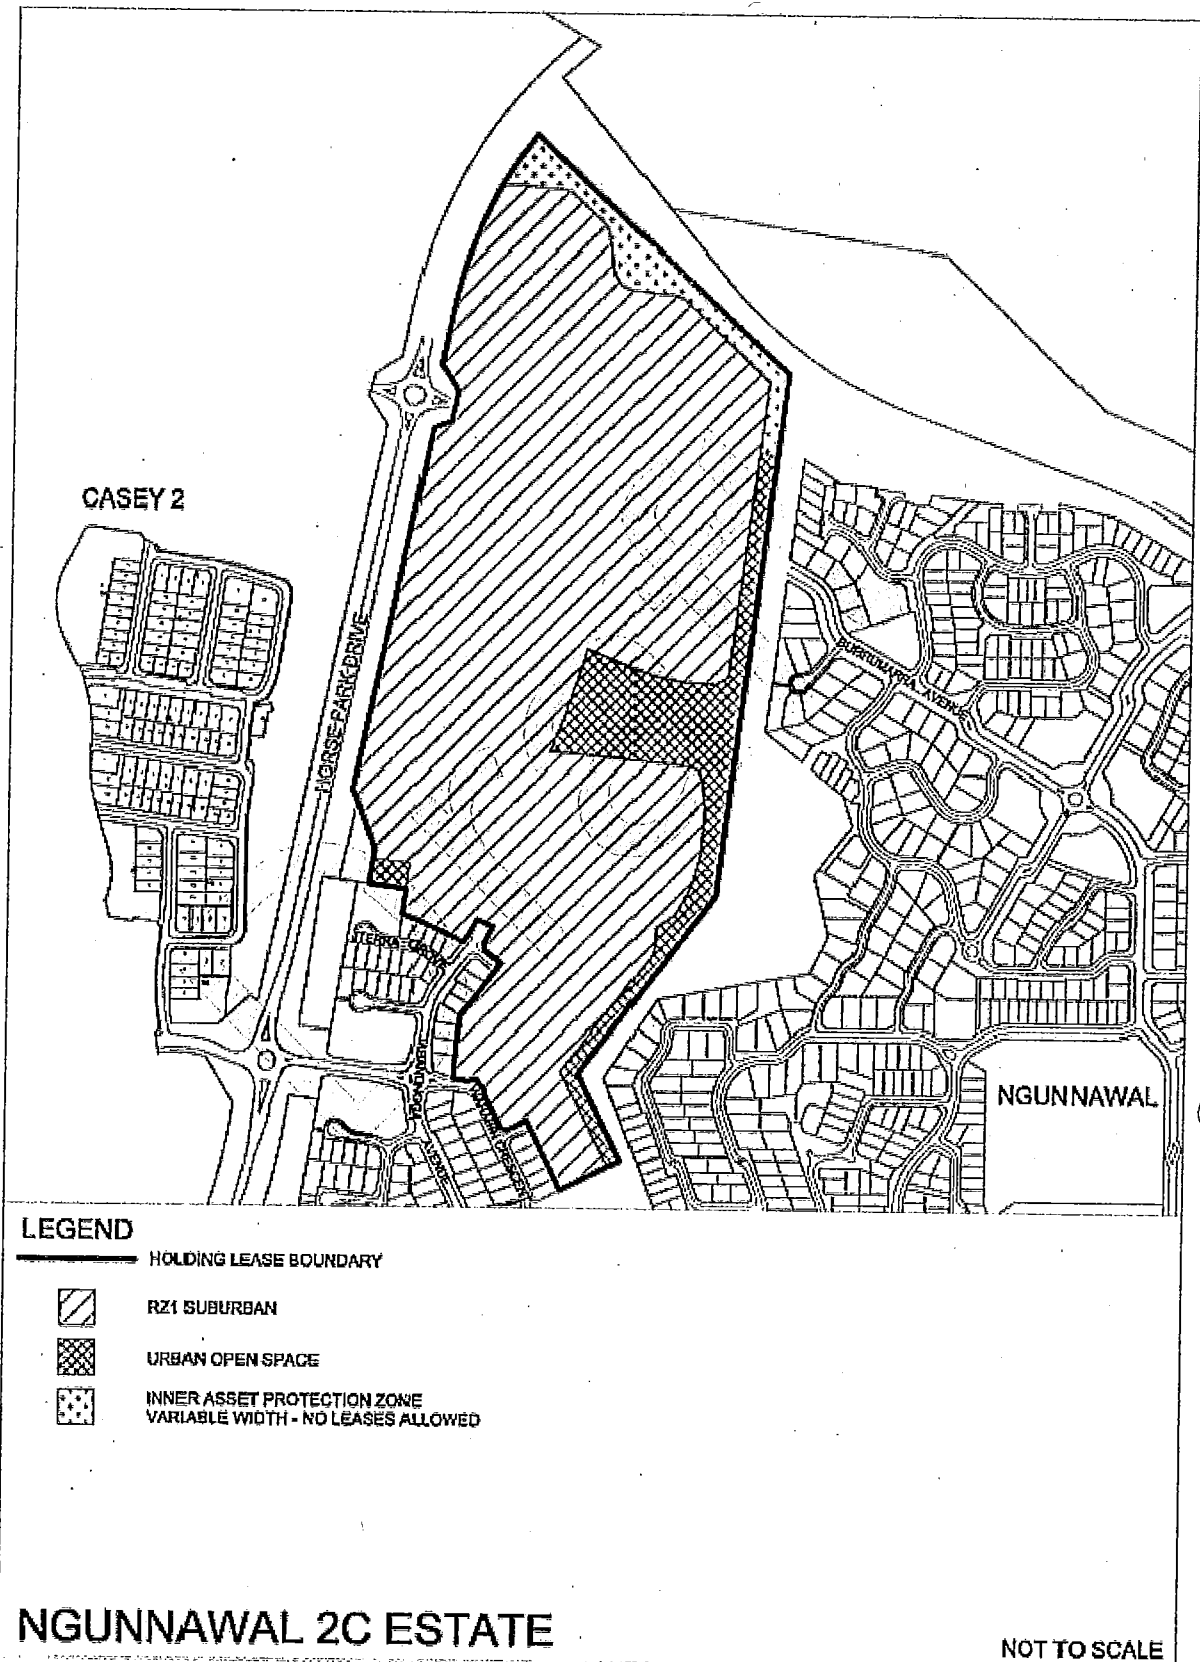 CASEY 2
HORSE PARK DRIVE
AVENUE
NGUNNAWAL
LEGEND
HOLDING LEASE BOUNDARY
RZ1 SUBURBAN
URBAN OPEN SPACE
INNER ASSET PROTECTION ZONE
VARIABLE WIDTH - NO LEASES ALLOWED
NGUNNAWAL 2C ESTATE
NOT TO SCALE